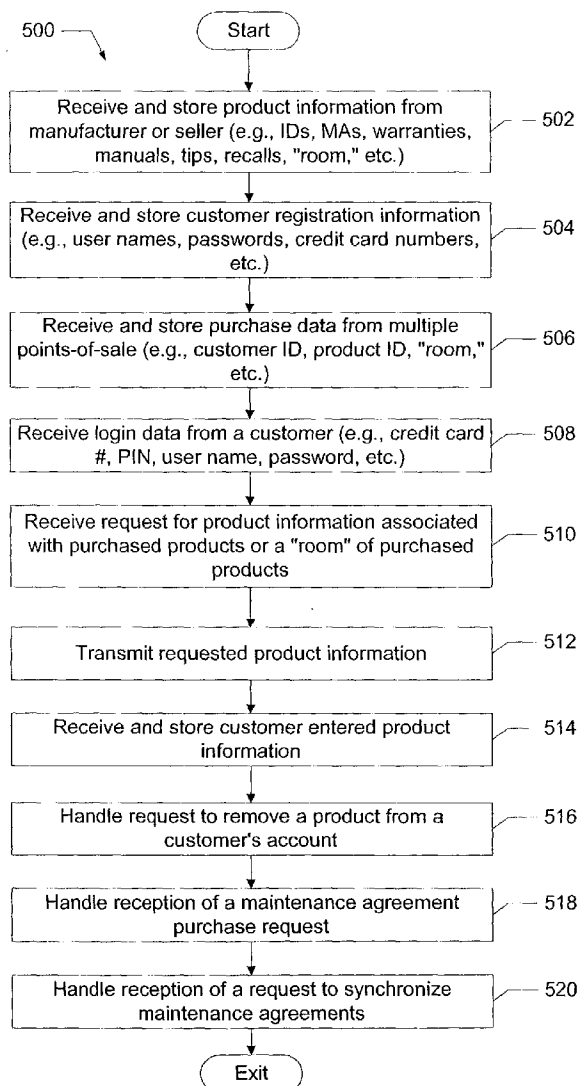 500
Start
Receive and store product information from
manufacturer or seller (e.g., IDs, MAs, warranties,
manuals, tips, recalls, "room," etc.)
502
Receive and store customer registration information
(e.g., user names, passwords, credit card numbers,
etc.)
504
Receive and store purchase data from multiple
points-of-sale (e.g., customer ID, product ID, "room,"
etc.)
506
Receive login data from a customer (e.g., credit card
#, PIN, user name, password, etc.)
508
Receive request for product information associated
with purchased products or a "room" of purchased
products
510
Transmit requested product information
512
Receive and store customer entered product
information
514
Handle request to remove a product from a
customer's account
516
Handle reception of a maintenance agreement
purchase request
518
Handle reception of a request to synchronize
maintenance agreements
520
Exit